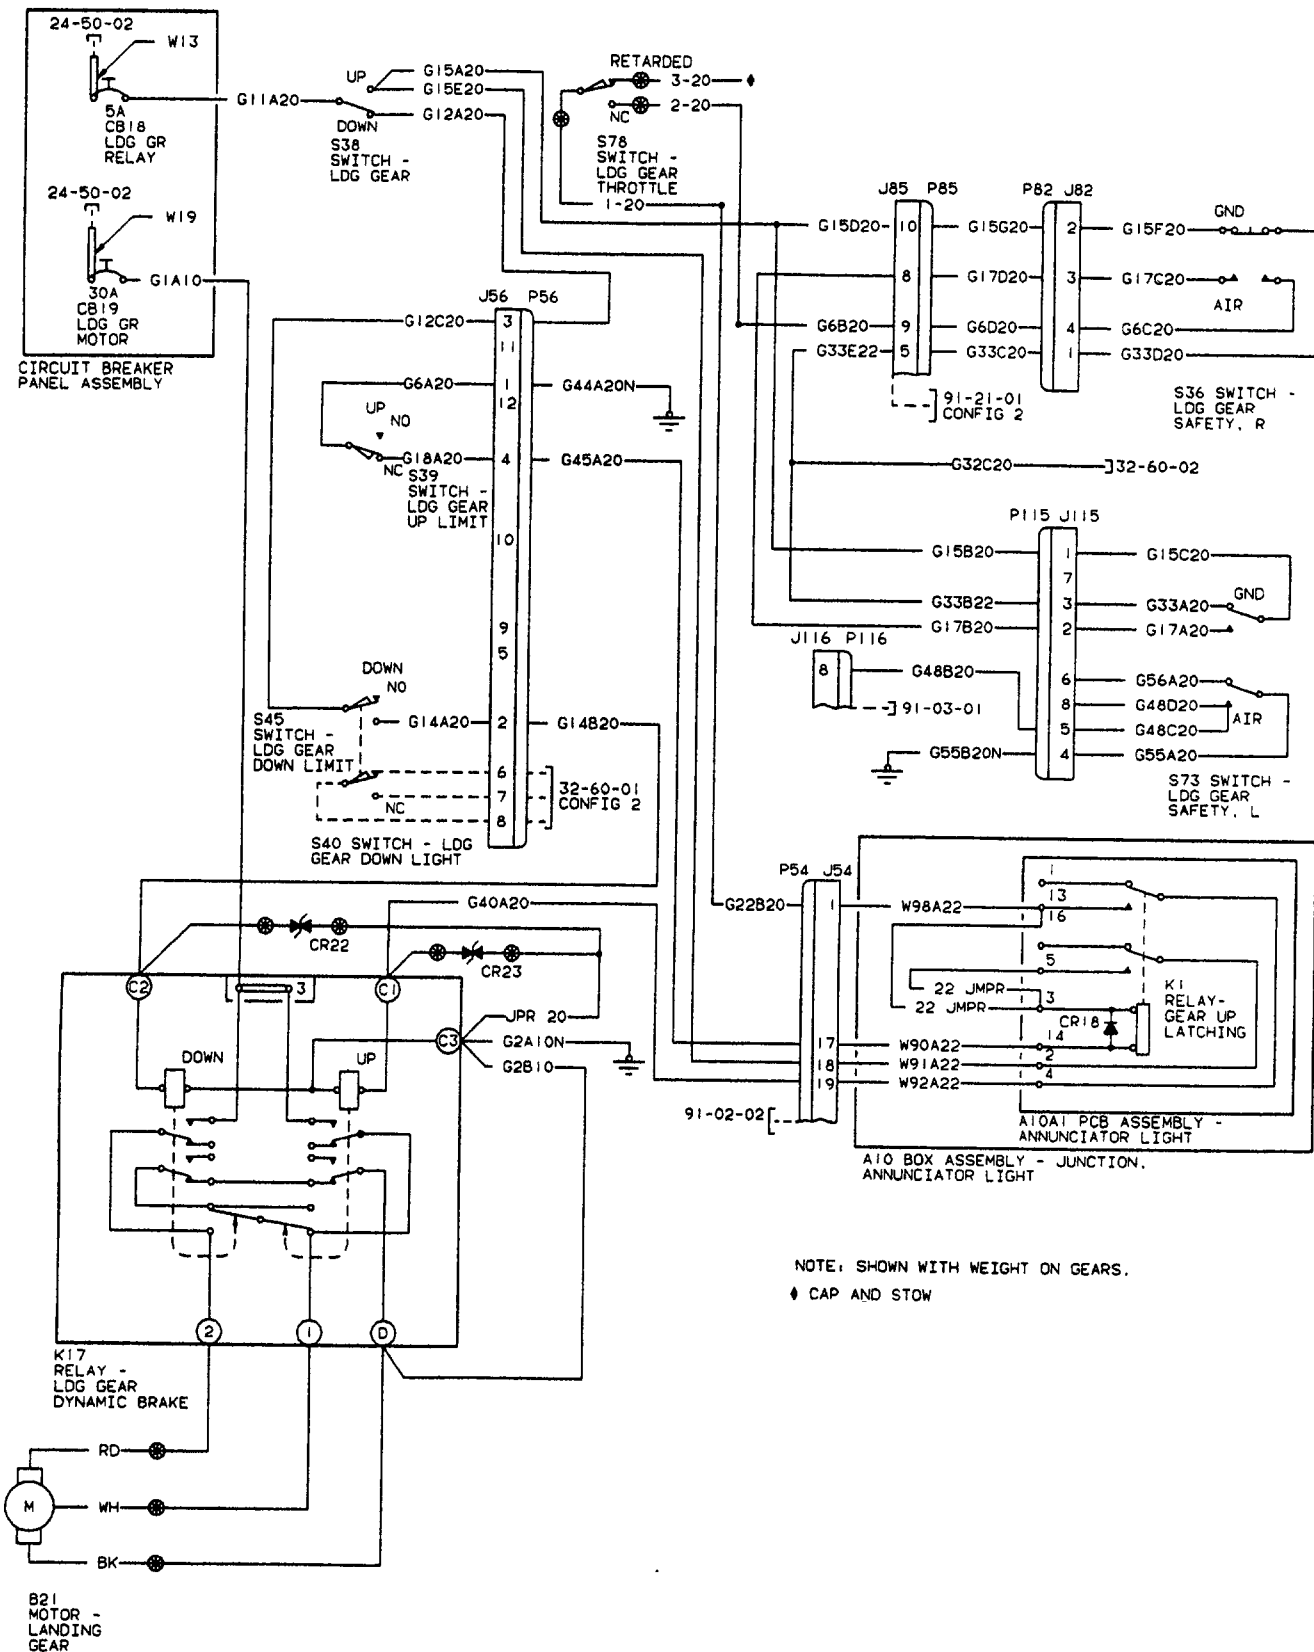 24-50-02
W13
5A
CB18
LDG GR
RELAY
24-50-02
W19
30A
CB19
LDG GR
MOTOR
CIRCUIT BREAKER
PANEL ASSEMBLY
G11A20
G1A10
UP
DOWN
S38
SWITCH -
LDG GEAR
G15A20
G15E20
G12A20
RETARDED
3-20
2-20
NC
S78
SWITCH -
LDG GEAR
THROTTLE
1-20
J85 P85
P82 J82
G15D20
10
G15G20
2
G15F20
GND
8
G17D20
3
G17C20
AIR
G6B20
9
G6D20
4
G6C20
G33E22
5
G33C20
1
G33D20
91-21-01
CONFIG 2
S36 SWITCH -
LDG GEAR
SAFETY, R
G32C20
32-60-02
J56 P56
G12C20
3
11
G6A20
1
G44A20N
12
UP
NO
G18A20
4
G45A20
NC
S39
SWITCH -
LDG GEAR
UP LIMIT
10
9
5
DOWN
NO
G14A20
2
G14B20
S45
SWITCH -
LDG GEAR
DOWN LIMIT
6
7
8
NC
32-60-01
CONFIG 2
S40 SWITCH - LDG
GEAR DOWN LIGHT
P115 J115
G15B20
1
G15C20
7
G33B22
3
G33A20
GND
G17B20
2
G17A20
J116 P116
8
G48B20
91-03-01
6
G56A20
8
G48D20
AIR
5
G48C20
G55B20N
4
G55A20
S73 SWITCH -
LDG GEAR
SAFETY, L
P54 J54
G22B20
1
W98A22
1
13
16
5
22 JMPR
3
22 JMPR
CR18
K1
RELAY-
GEAR UP
LATCHING
17
W90A22
14
18
W91A22
2
19
W92A22
4
91-02-02
A10A1 PCB ASSEMBLY -
ANNUNCIATOR LIGHT
A10 BOX ASSEMBLY - JUNCTION,
ANNUNCIATOR LIGHT
G40A20
CR22
CR23
C2
3
C1
JPR 20
C3
G2A10N
G2B10
DOWN
UP
2
1
D
K17
RELAY -
LDG GEAR
DYNAMIC BRAKE
NOTE: SHOWN WITH WEIGHT ON GEARS.
♦ CAP AND STOW
RD
M
WH
BK
B21
MOTOR -
LANDING
GEAR